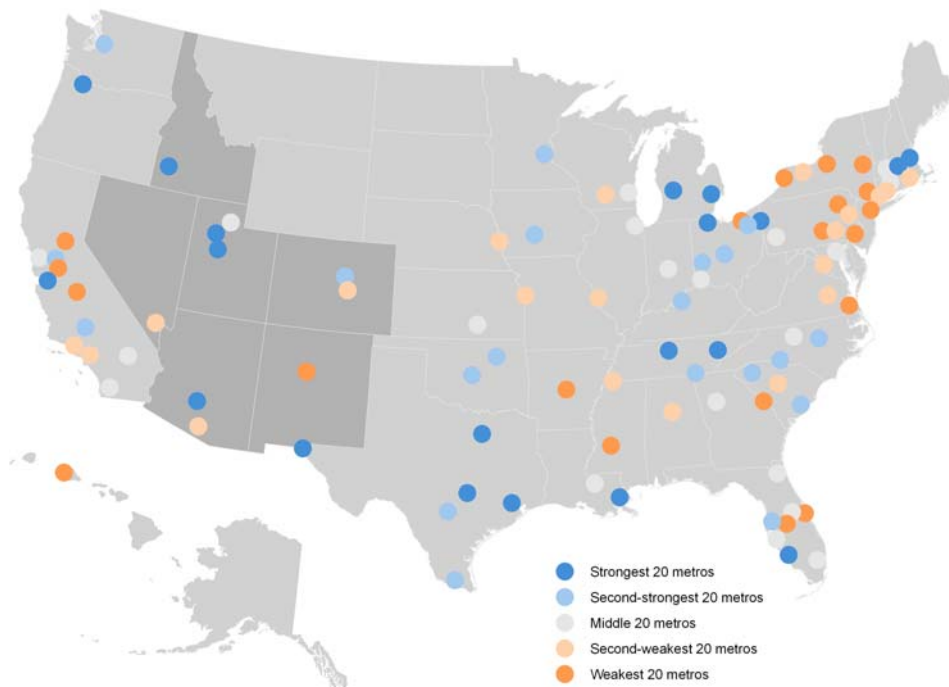 Strongest 20 metros
Second-strongest 20 metros
Middle 20 metros
Second-weakest 20 metros
Weakest 20 metros